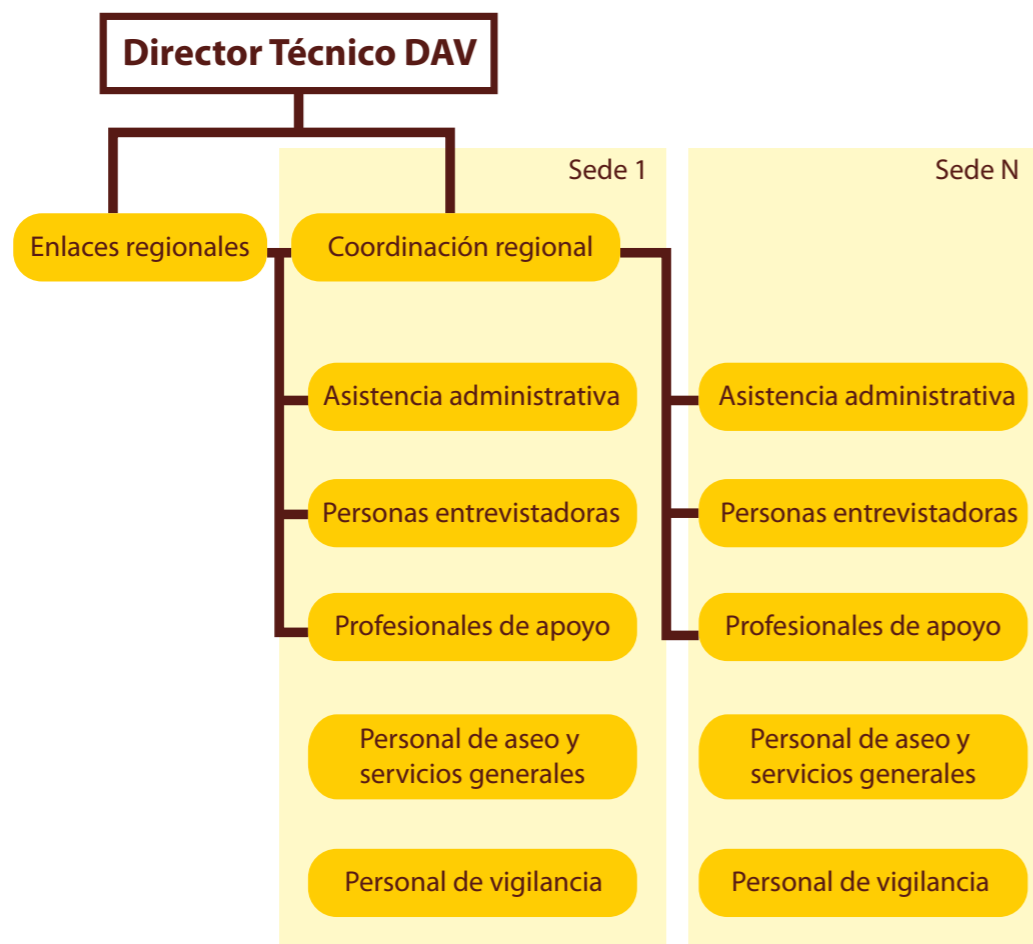 Director Técnico DAV
Sede 1
Sede N
Enlaces regionales
Coordinación regional
Asistencia administrativa
Asistencia administrativa
Personas entrevistadoras
Personas entrevistadoras
Profesionales de apoyo
Profesionales de apoyo
Personal de aseo y
servicios generales
Personal de aseo y
servicios generales
Personal de vigilancia
Personal de vigilancia